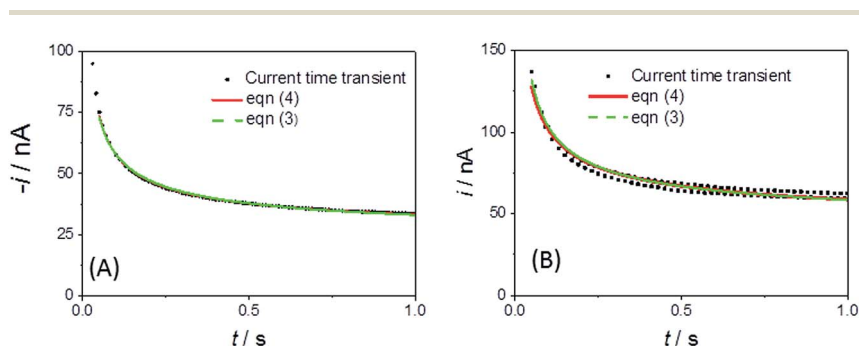 100
75
50
25
0
-i / nA
Current time transient
eqn (4)
eqn (3)
(A)
0.0
0.5
1.0
t / s
150
100
50
0
i / nA
Current time transient
eqn (4)
eqn (3)
(B)
0.0
0.5
1.0
t / s